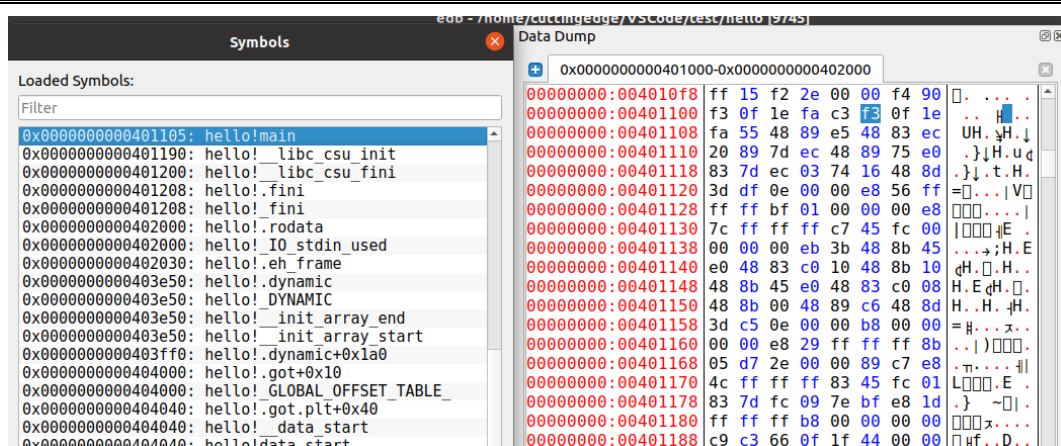 edb - /home/cuttingedge/VSCode/test/hello [9745]
Symbols
Loaded Symbols:
Filter
0x0000000000401105: hello!main
0x0000000000401190: hello!__libc_csu_init
0x0000000000401200: hello!__libc_csu_fini
0x0000000000401208: hello!.fini
0x0000000000401208: hello!_fini
0x0000000000402000: hello!.rodata
0x0000000000402000: hello!_IO_stdin_used
0x0000000000402030: hello!.eh_frame
0x0000000000403e50: hello!.dynamic
0x0000000000403e50: hello!_DYNAMIC
0x0000000000403e50: hello!__init_array_end
0x0000000000403e50: hello!__init_array_start
0x0000000000403ff0: hello!.dynamic+0x1a0
0x0000000000404000: hello!.got+0x10
0x0000000000404000: hello!_GLOBAL_OFFSET_TABLE_
0x0000000000404040: hello!.got.plt+0x40
0x0000000000404040: hello!__data_start
0x0000000000404040: hello!data_start
Data Dump
0x0000000000401000-0x0000000000402000
00000000:004010f8 ff 15 f2 2e 00 00 f4 90
00000000:00401100 f3 0f 1e fa c3 f3 0f 1e
00000000:00401108 fa 55 48 89 e5 48 83 ec
00000000:00401110 20 89 7d ec 48 89 75 e0
00000000:00401118 83 7d ec 03 74 16 48 8d
00000000:00401120 3d df 0e 00 00 e8 56 ff
00000000:00401128 ff ff bf 01 00 00 00 e8
00000000:00401130 7c ff ff ff c7 45 fc 00
00000000:00401138 00 00 00 eb 3b 48 8b 45
00000000:00401140 e0 48 83 c0 10 48 8b 10
00000000:00401148 48 8b 45 e0 48 83 c0 08
00000000:00401150 48 8b 00 48 89 c6 48 8d
00000000:00401158 3d c5 0e 00 00 b8 00 00
00000000:00401160 00 00 e8 29 ff ff ff 8b
00000000:00401168 05 d7 2e 00 00 89 c7 e8
00000000:00401170 4c ff ff ff 83 45 fc 01
00000000:00401178 83 7d fc 09 7e bf e8 1d
00000000:00401180 ff ff ff b8 00 00 00 00
00000000:00401188 c9 c3 66 0f 1f 44 00 00